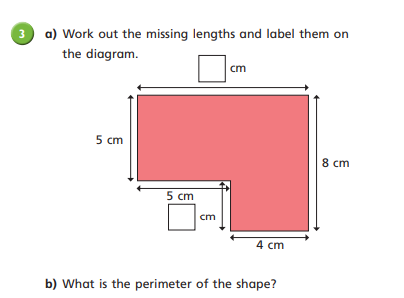 3 a) Work out the missing lengths and label them on
the diagram.
cm
5 cm
8 cm
5 cm
cm
4 cm
b) What is the perimeter of the shape?